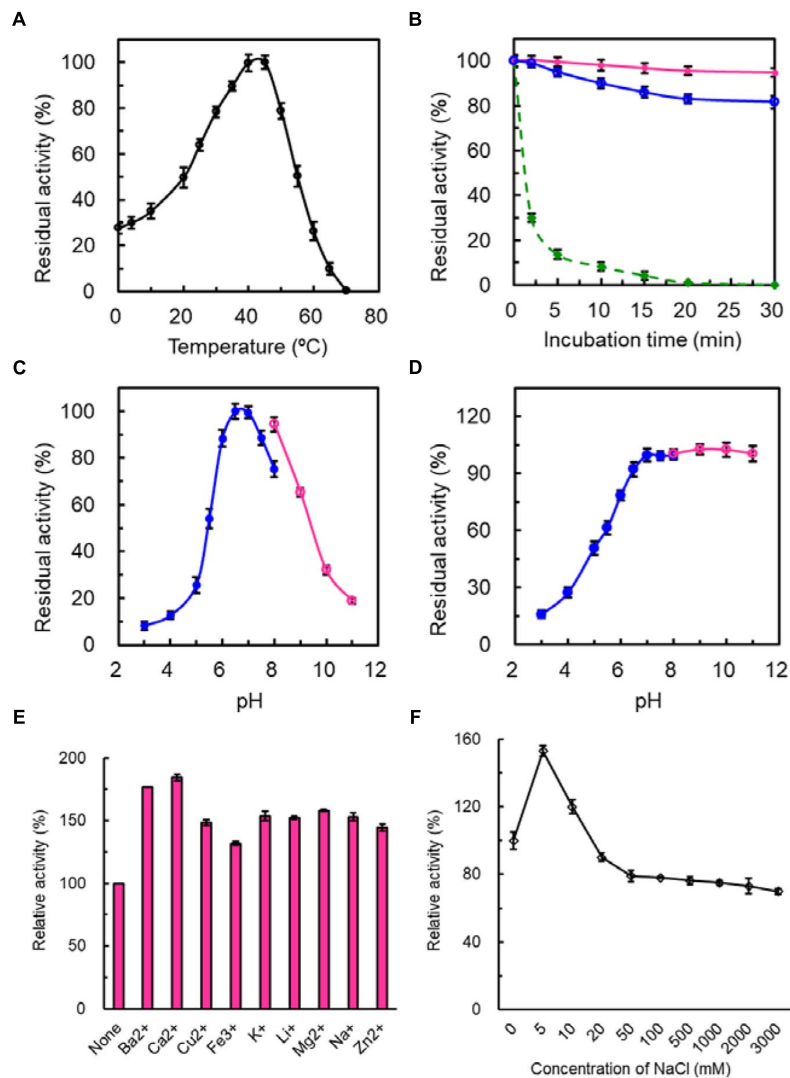 A
Residual activity (%)
100
80
60
40
20
0
0 20 40 60 80
Temperature (ºC)
B
Residual activity (%)
100
80
60
40
20
0
0 5 10 15 20 25 30
Incubation time (min)
C
Residual activity (%)
100
80
60
40
20
0
2 4 6 8 10 12
pH
D
Residual activity (%)
120
90
60
30
0
2 4 6 8 10 12
pH
E
Relative activity (%)
200
150
100
50
0
None Ba2+ Ca2+ Cu2+ Fe3+ K+ Li+ Mg2+ Na+ Zn2+
F
Relative activity (%)
160
120
80
40
0
0 5 10 20 50 100 500 1000 2000 3000
Concentration of NaCl (mM)